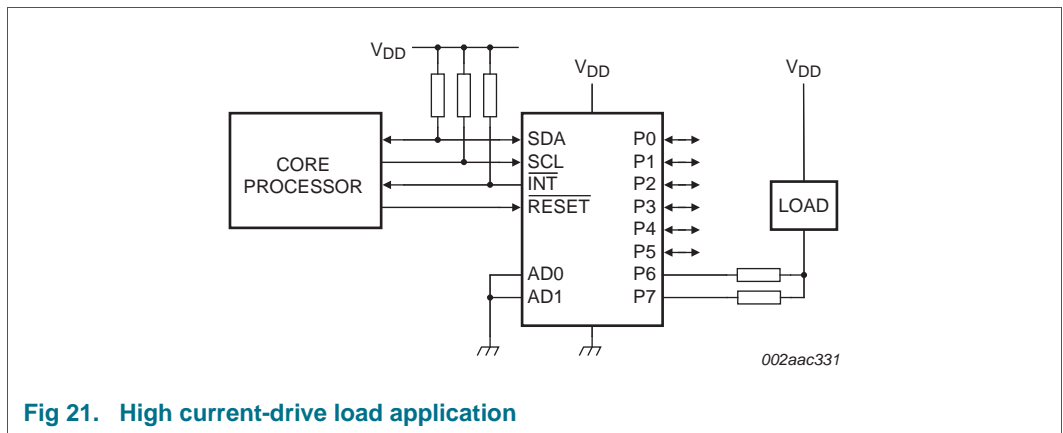 VDD
VDD
VDD
CORE
PROCESSOR
SDA
SCL
INT
RESET
AD0
AD1
P0
P1
P2
P3
P4
P5
P6
P7
LOAD
002aac331
Fig 21. High current-drive load application